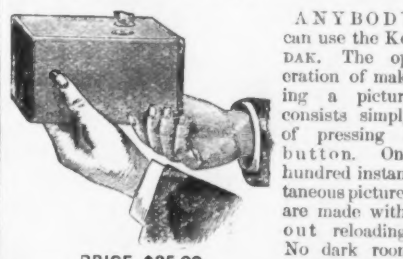 ANYBODY
can use the Ko
DAK. The op
eration of mak
ing a pictur
consists simpl
of pressing
button. On
hundred instan
taneous picture
are made with
out reloading
No dark room
PRICE, $25.00